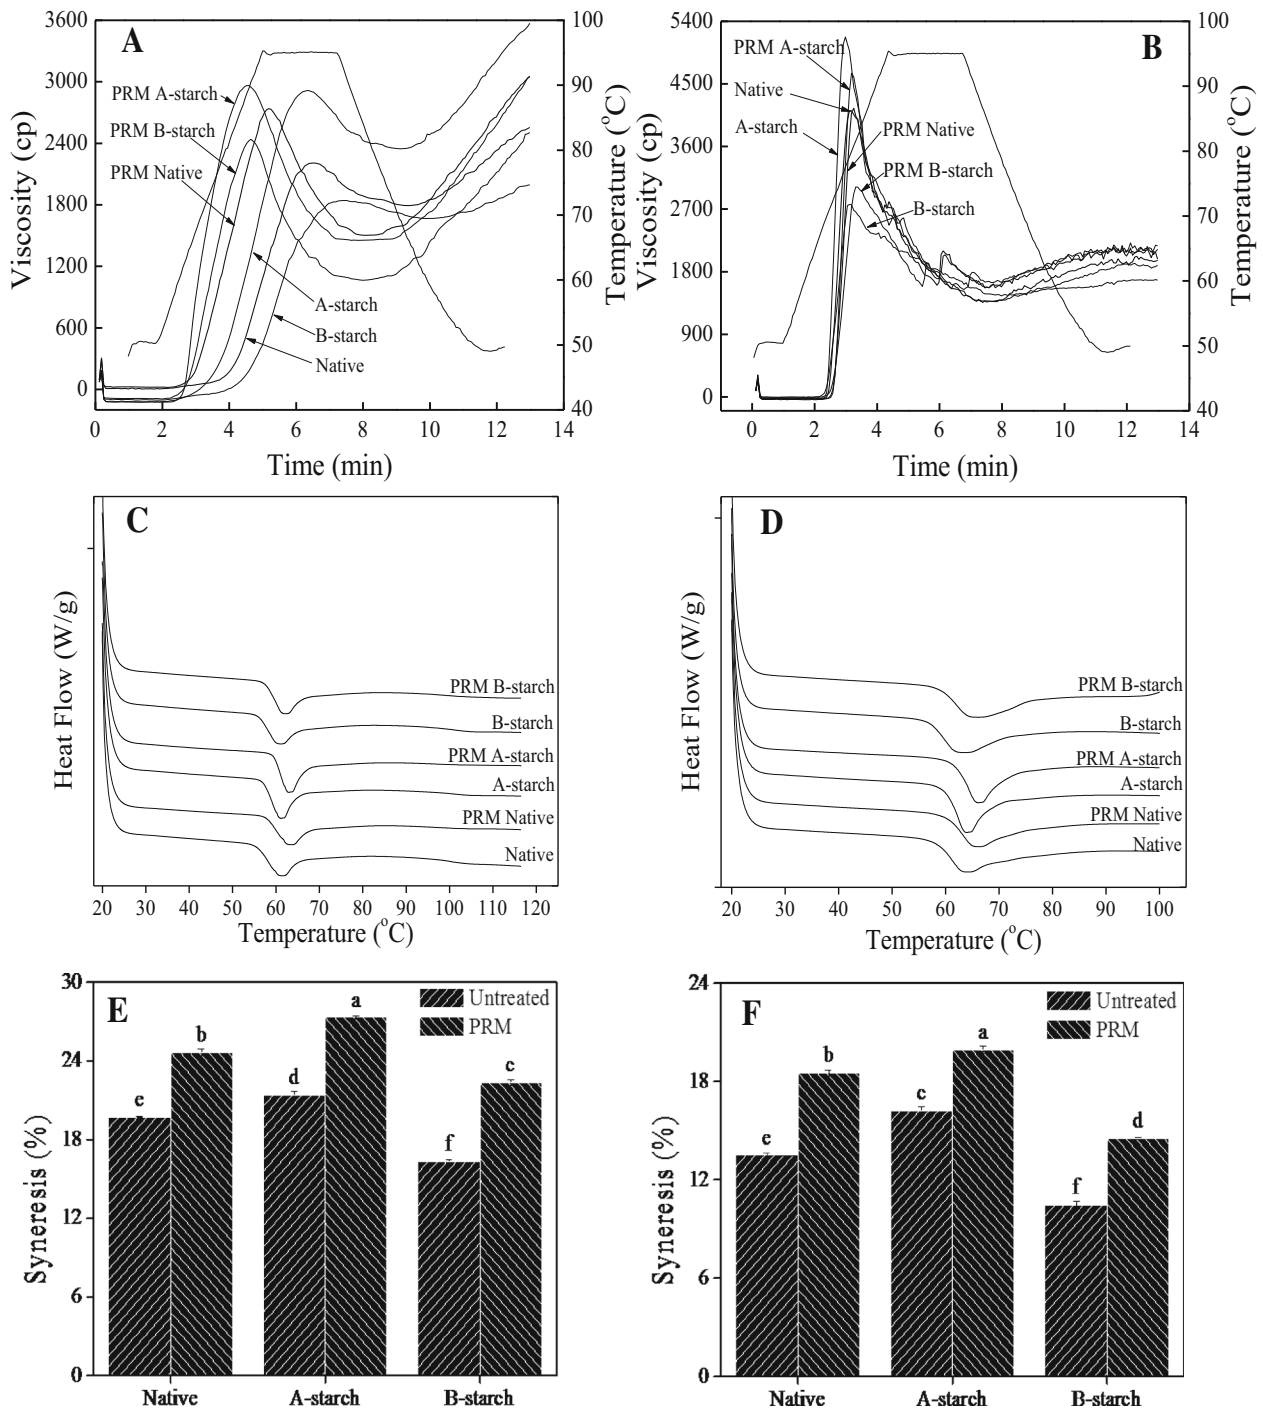 A
3600
3000
2400
1800
1200
600
0
Viscosity (cp)
100
90
80
70
60
50
40
Temperature (°C)
PRM A-starch
PRM B-starch
PRM Native
A-starch
B-starch
Native
0 2 4 6 8 10 12 14
Time (min)
B
5400
4500
3600
2700
1800
900
0
Viscosity (cp)
100
90
80
70
60
50
40
Temperature (°C)
PRM A-starch
Native
A-starch
PRM Native
PRM B-starch
B-starch
0 2 4 6 8 10 12 14
Time (min)
C
Heat Flow (W/g)
PRM B-starch
B-starch
PRM A-starch
A-starch
PRM Native
Native
20 30 40 50 60 70 80 90 100 110 120
Temperature (°C)
D
Heat Flow (W/g)
PRM B-starch
B-starch
PRM A-starch
A-starch
PRM Native
Native
20 30 40 50 60 70 80 90 100
Temperature (°C)
E
30
24
18
12
6
0
Syneresis (%)
Untreated
PRM
e b d a f c
Native A-starch B-starch
F
24
18
12
6
0
Syneresis (%)
Untreated
PRM
e b c a f d
Native A-starch B-starch